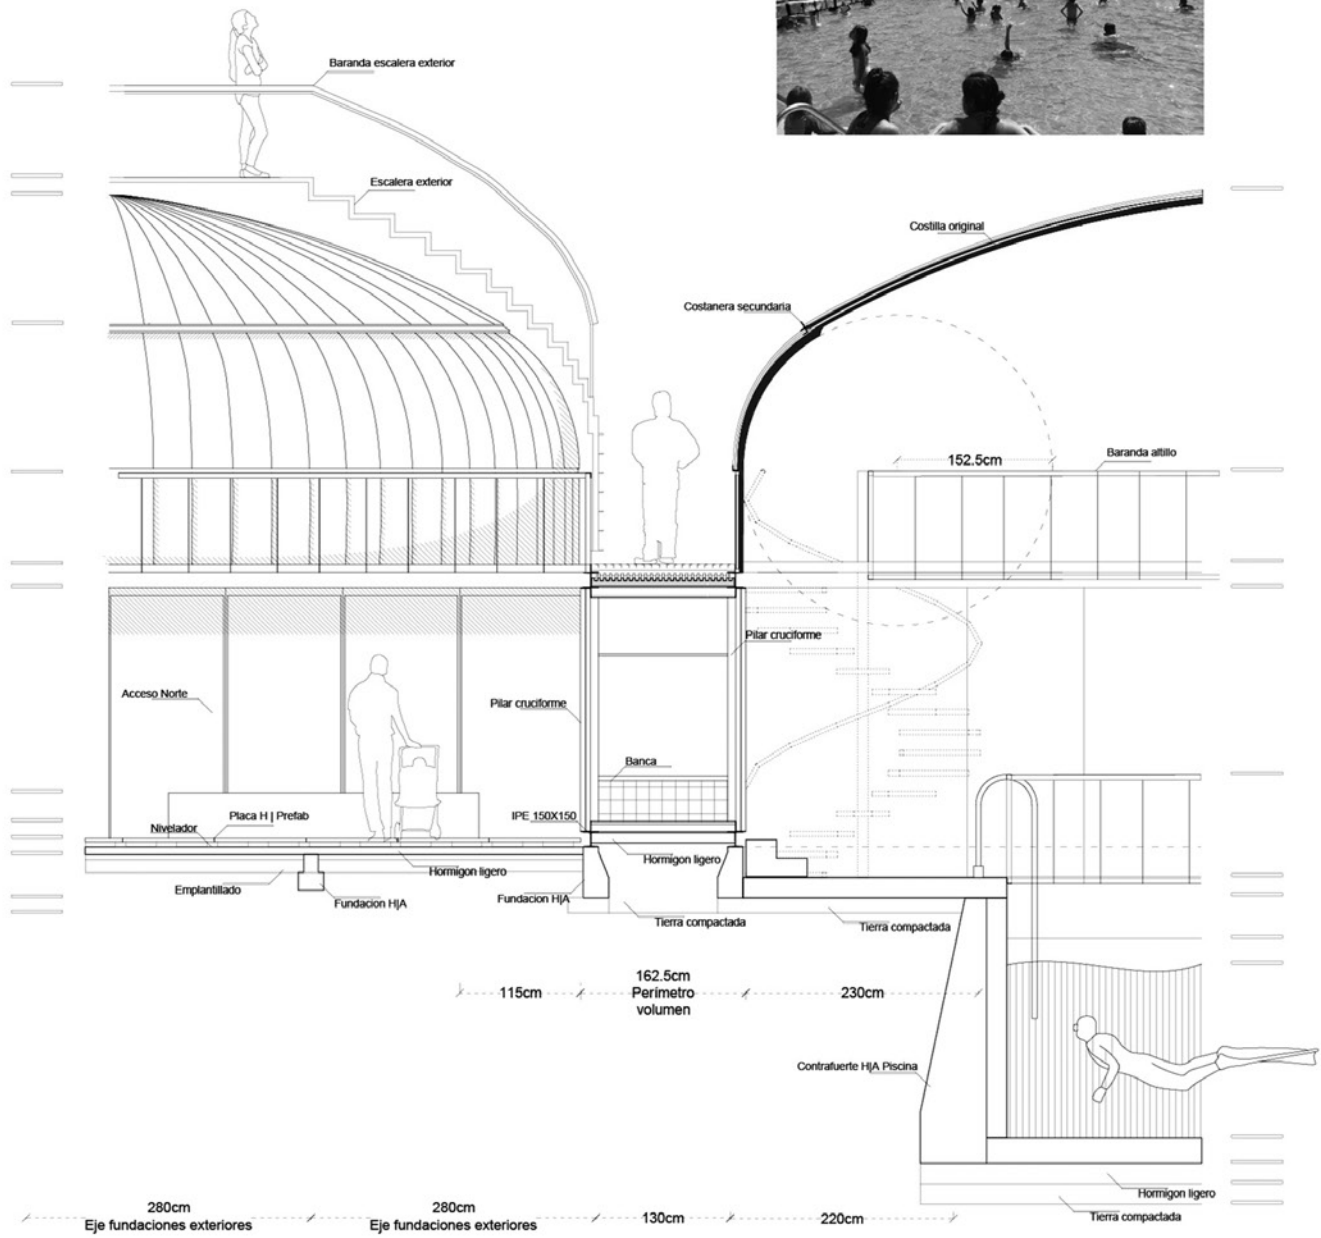 Baranda escalera exterior
Escalera exterior
Costilla original
Costanera secundaria
152.5cm
Baranda altillo
Pilar cruciforme
Acceso Norte
Pilar cruciforme
Banca
Placa H | Prefab
IPE 150X150
Nivelador
Hormigon ligero
Hormigon ligero
Emplantillado
Fundacion H|A
Fundacion H|A
Tierra compactada
Tierra compactada
115cm
162.5cm
Perímetro
volumen
230cm
Contrafuerte H|A Piscina
Hormigon ligero
Tierra compactada
280cm
Eje fundaciones exteriores
280cm
Eje fundaciones exteriores
130cm
220cm